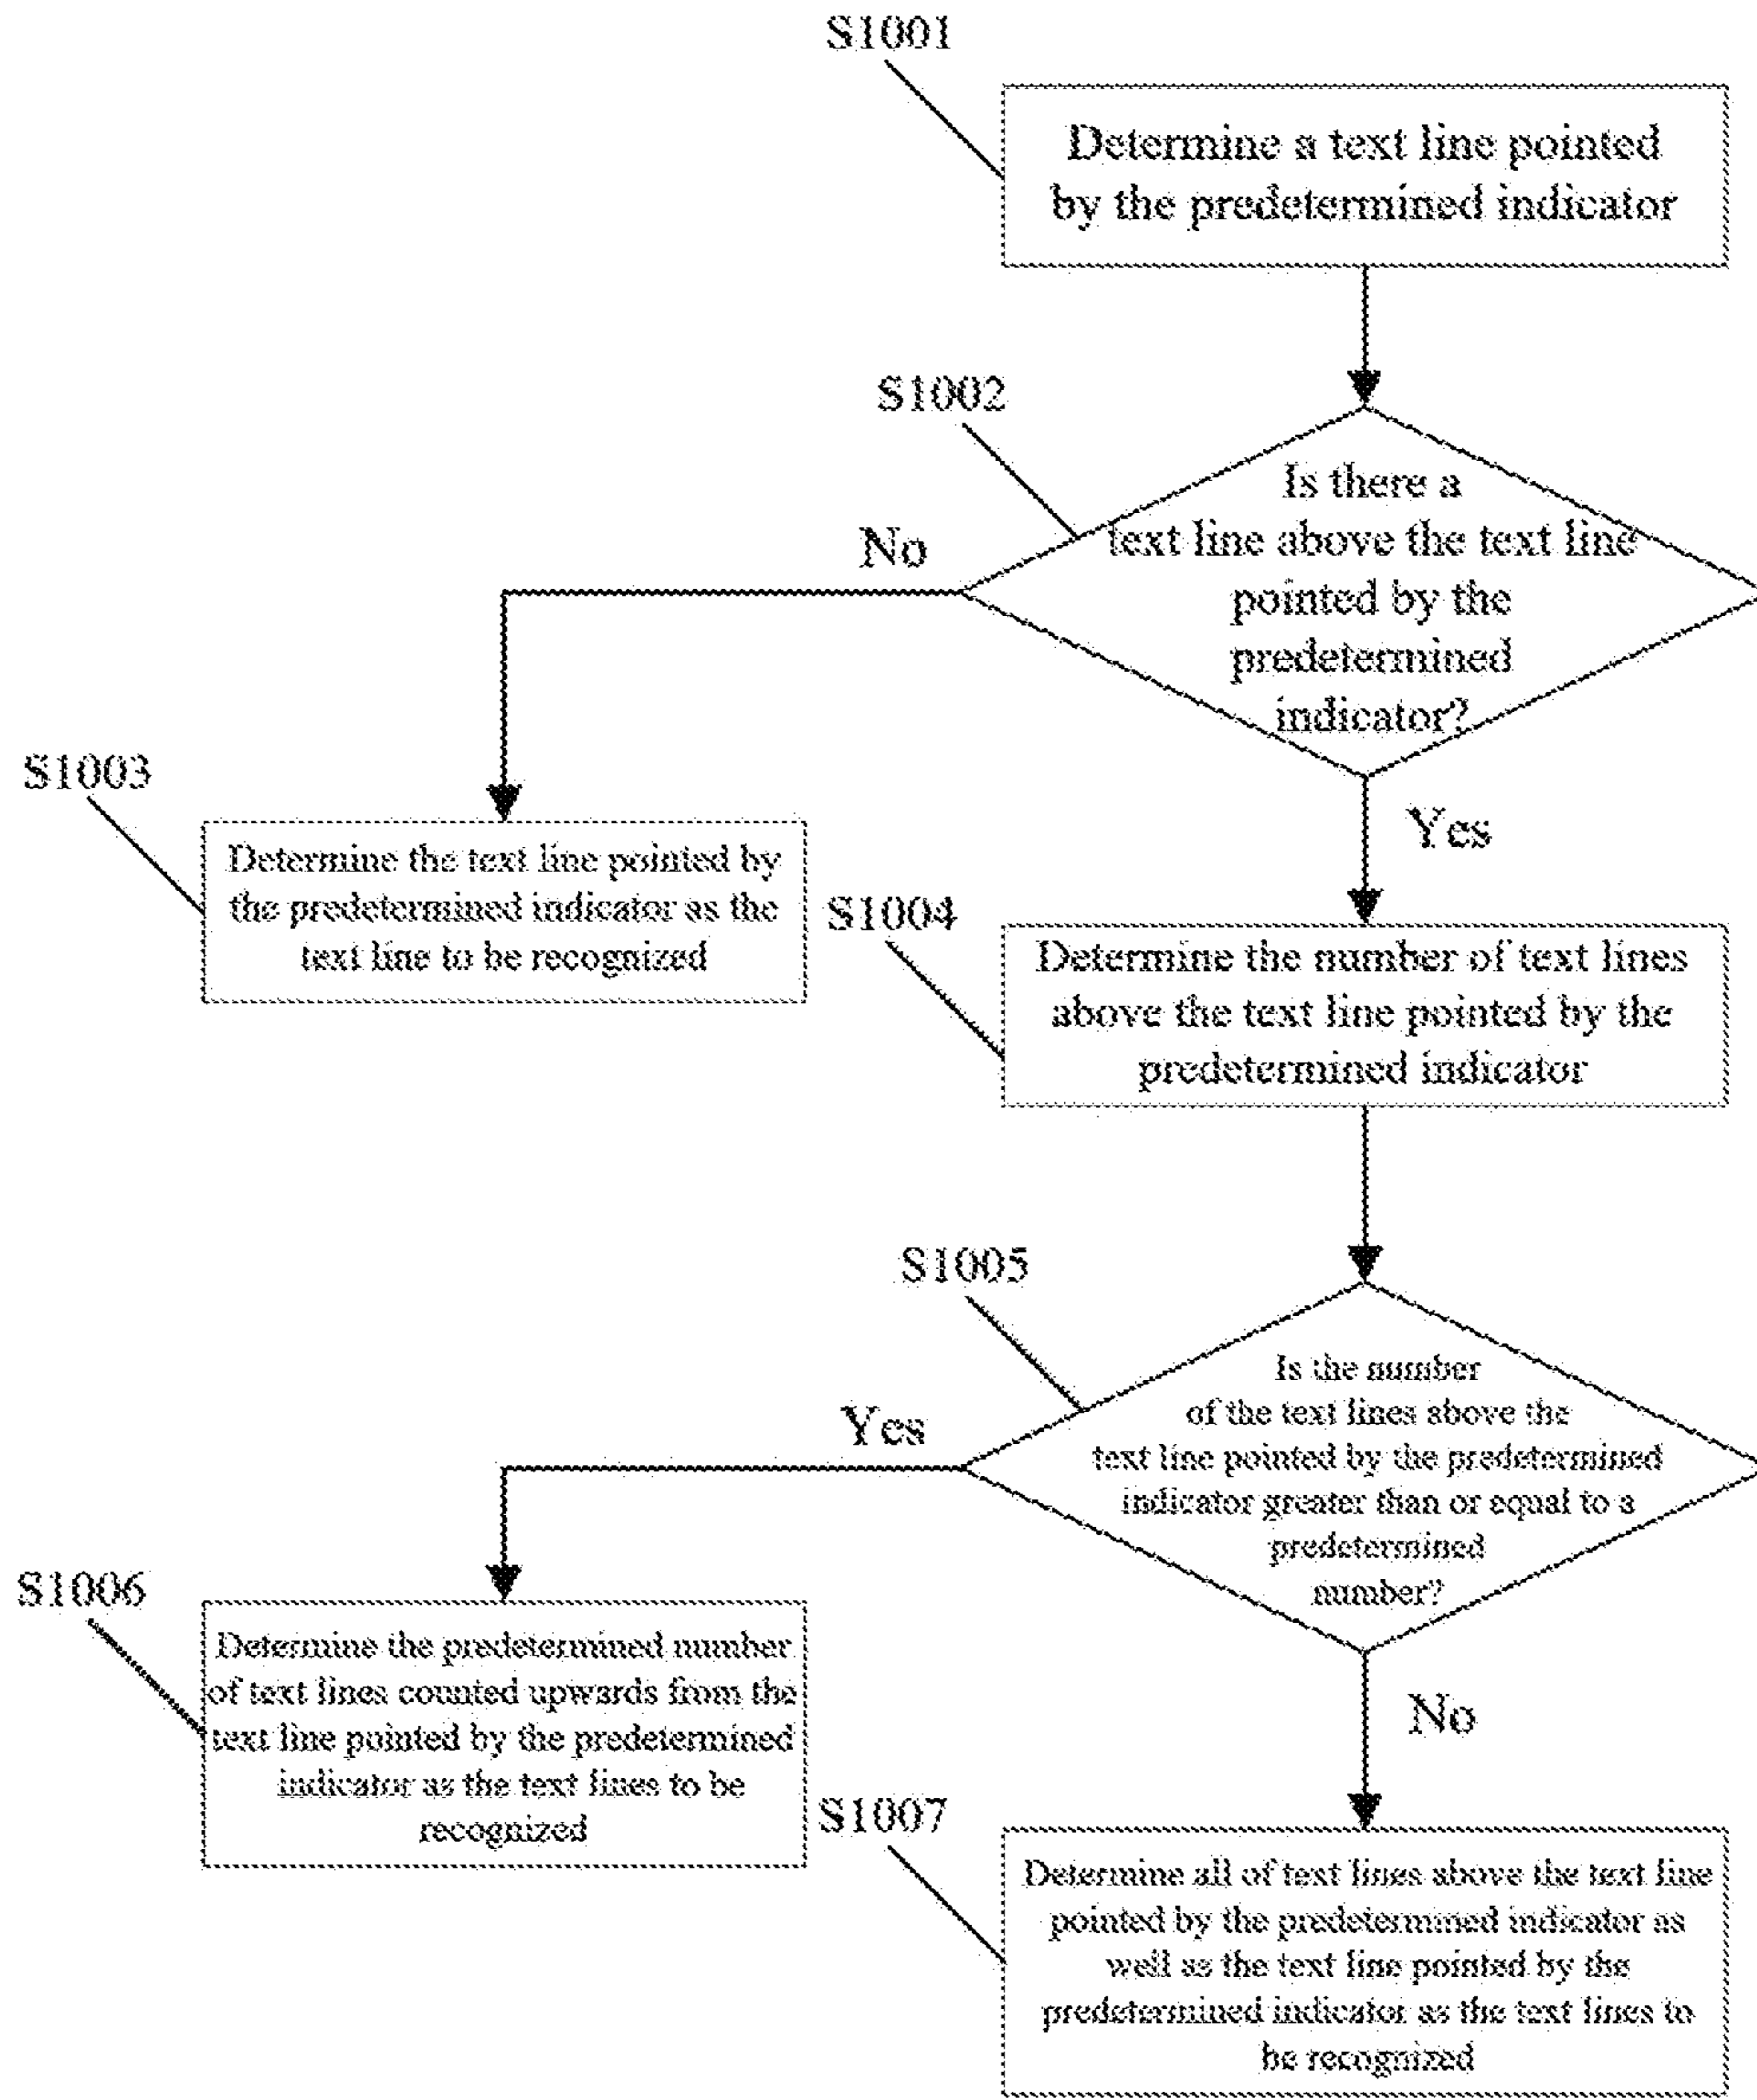 S1001
Determine a text line pointed
by the predetermined indicator
S1002
Is there a
text line above the text line
pointed by the
predetermined
indicator?
No
Yes
S1003
Determine the text line pointed by
the predetermined indicator as the
text line to be recognized
S1004
Determine the number of text lines
above the text line pointed by the
predetermined indicator
S1005
Is the number
of the text lines above the
text line pointed by the predetermined
indicator greater than or equal to a
predetermined
number?
Yes
No
S1006
Determine the predetermined number
of text lines counted upwards from the
text line pointed by the predetermined
indicator as the text lines to be
recognized
S1007
Determine all of text lines above the text line
pointed by the predetermined indicator as
well as the text line pointed by the
predetermined indicator as the text lines to
be recognized